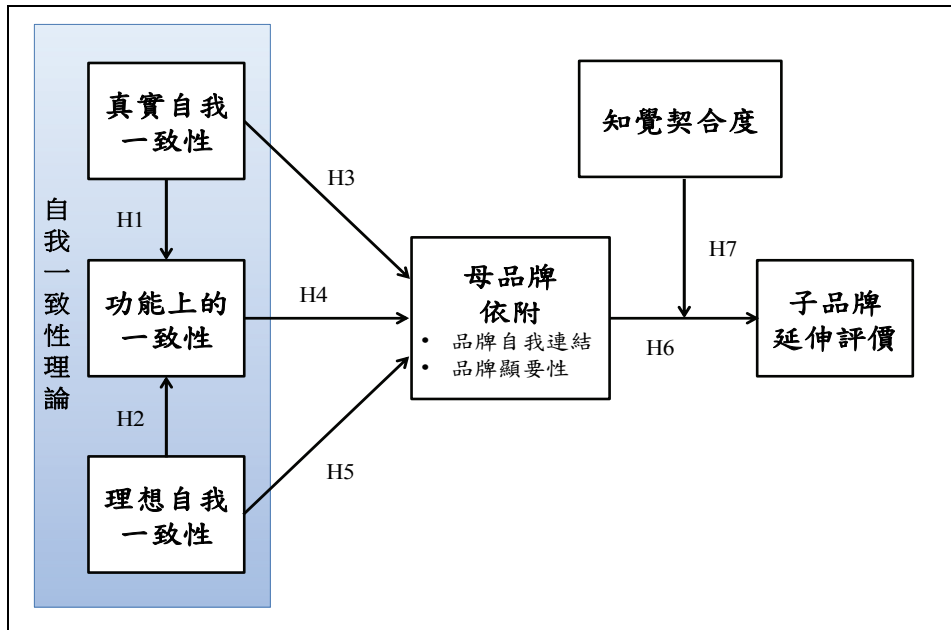 真實自我
一致性
知覺契合度
H3
自我一致性理論
H1
H7
功能上的
一致性
H4
母品牌
依附
• 品牌自我連結
• 品牌顯要性
H6
子品牌
延伸評價
H2
H5
理想自我
一致性